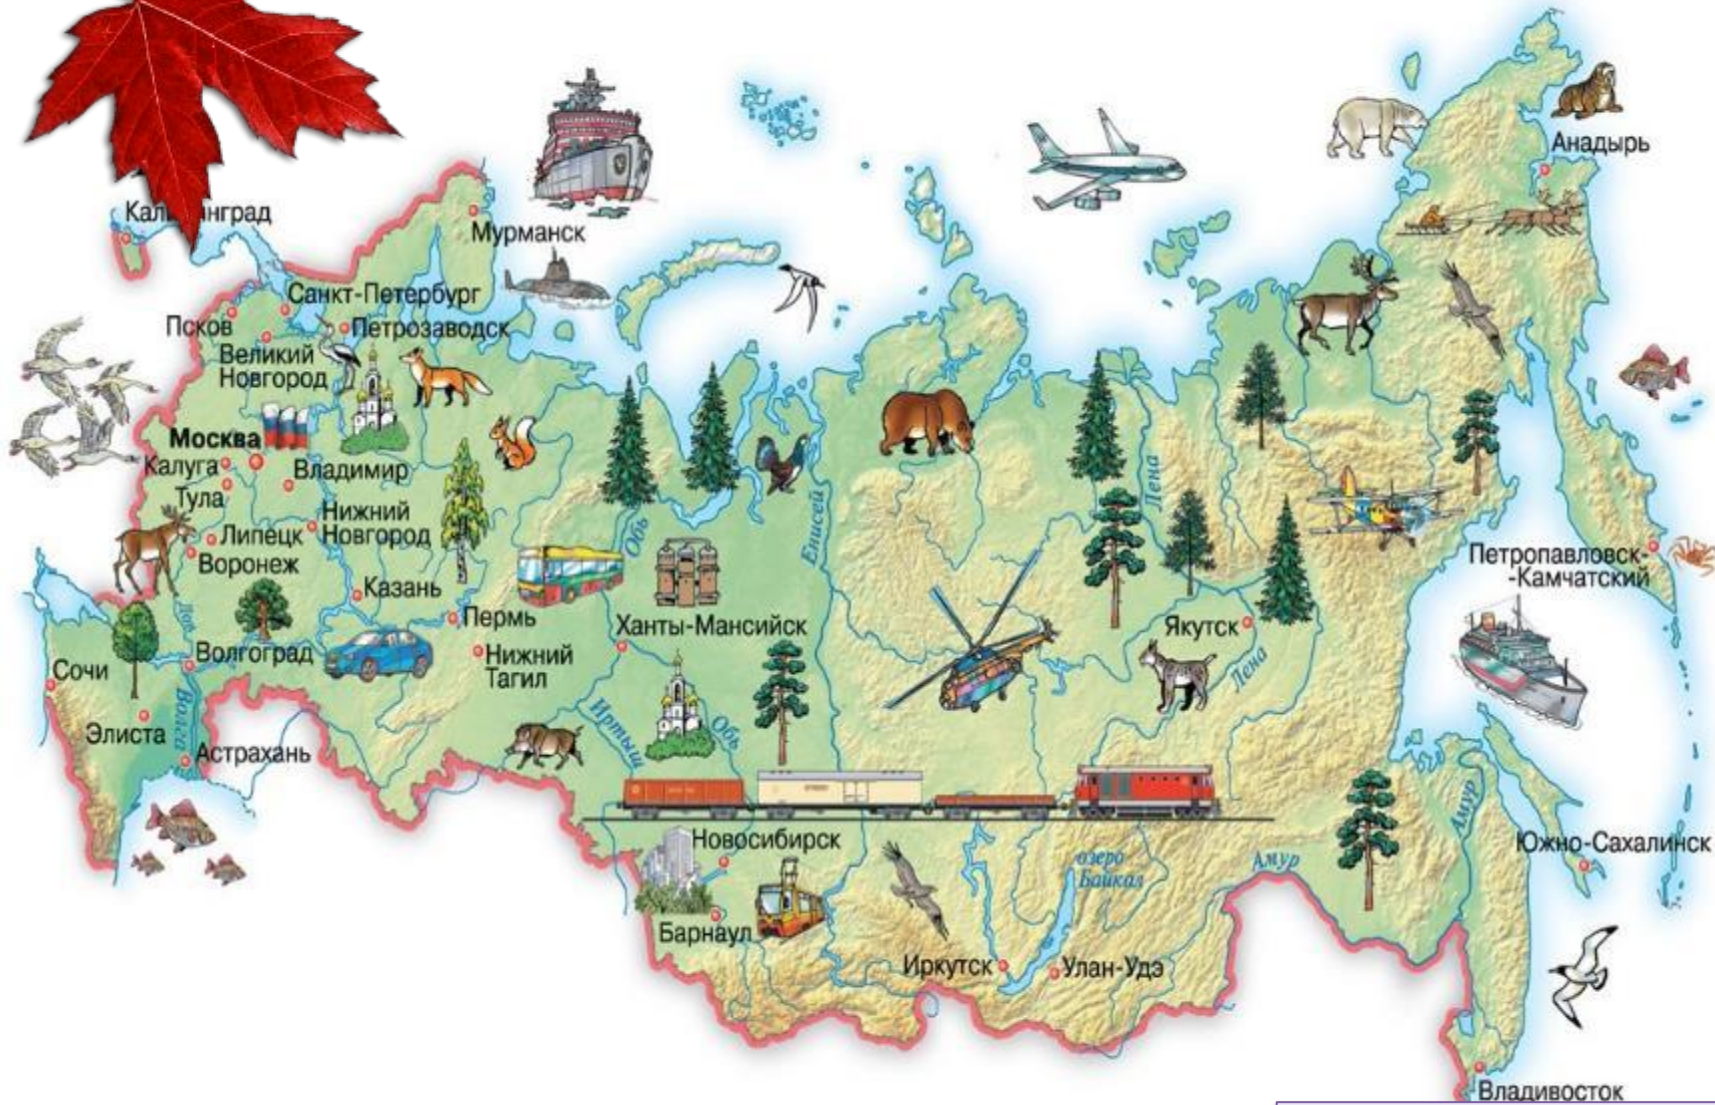 Анадырь
Мурманск
Санкт-Петербург
Псков
Петрозаводск
Великий
Новгород
Москва
Калуга
Владимир
Тула
Нижний
Новгород
Липецк
Воронеж
Казань
Пермь
Ханты-Мансийск
Нижний
Тагил
Волгоград
Сочи
Элиста
Астрахань
Волга
Обь
Енисей
Лена
Петропавловск-
-Камчатский
Якутск
Лена
Иртыш
Обь
Новосибирск
Барнаул
озеро
Байкал
Амур
Амур
Южно-Сахалинск
Иркутск
Улан-Удэ
Владивосток